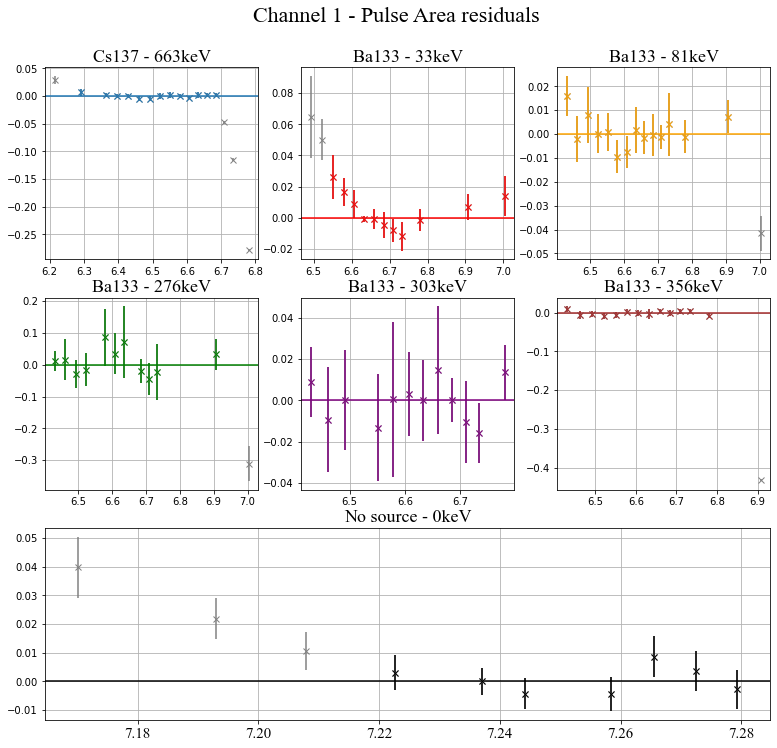 Channel 1 - Pulse Area residuals
Cs137 - 663keV
Ba133 - 33keV
Ba133 - 81keV
0.05
0.00
−0.05
−0.10
−0.15
−0.20
−0.25
6.2 6.3 6.4 6.5 6.6 6.7 6.8
0.08
0.06
0.04
0.02
0.00
−0.02
6.5 6.6 6.7 6.8 6.9 7.0
0.02
0.01
0.00
−0.01
−0.02
−0.03
−0.04
−0.05
6.5 6.6 6.7 6.8 6.9 7.0
Ba133 - 276keV
Ba133 - 303keV
Ba133 - 356keV
0.2
0.1
0.0
−0.1
−0.2
−0.3
6.5 6.6 6.7 6.8 6.9 7.0
0.04
0.02
0.00
−0.02
−0.04
6.5 6.6 6.7
0.0
−0.1
−0.2
−0.3
−0.4
6.5 6.6 6.7 6.8 6.9
No source - 0keV
0.05
0.04
0.03
0.02
0.01
0.00
−0.01
7.18 7.20 7.22 7.24 7.26 7.28